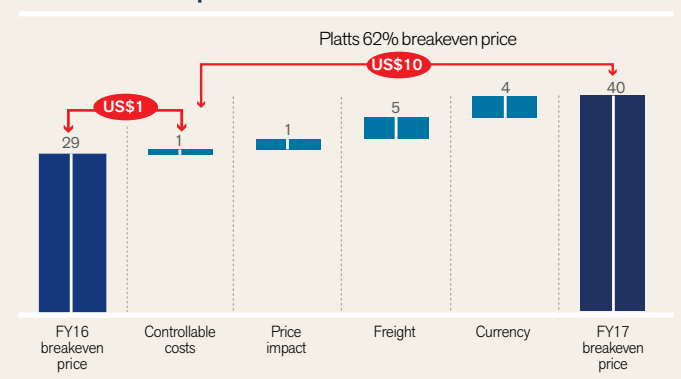 Platts 62% breakeven price
US$10
US$1
29
1
1
5
4
40
FY16
breakeven
price
Controllable
costs
Price
impact
Freight
Currency
FY17
breakeven
price